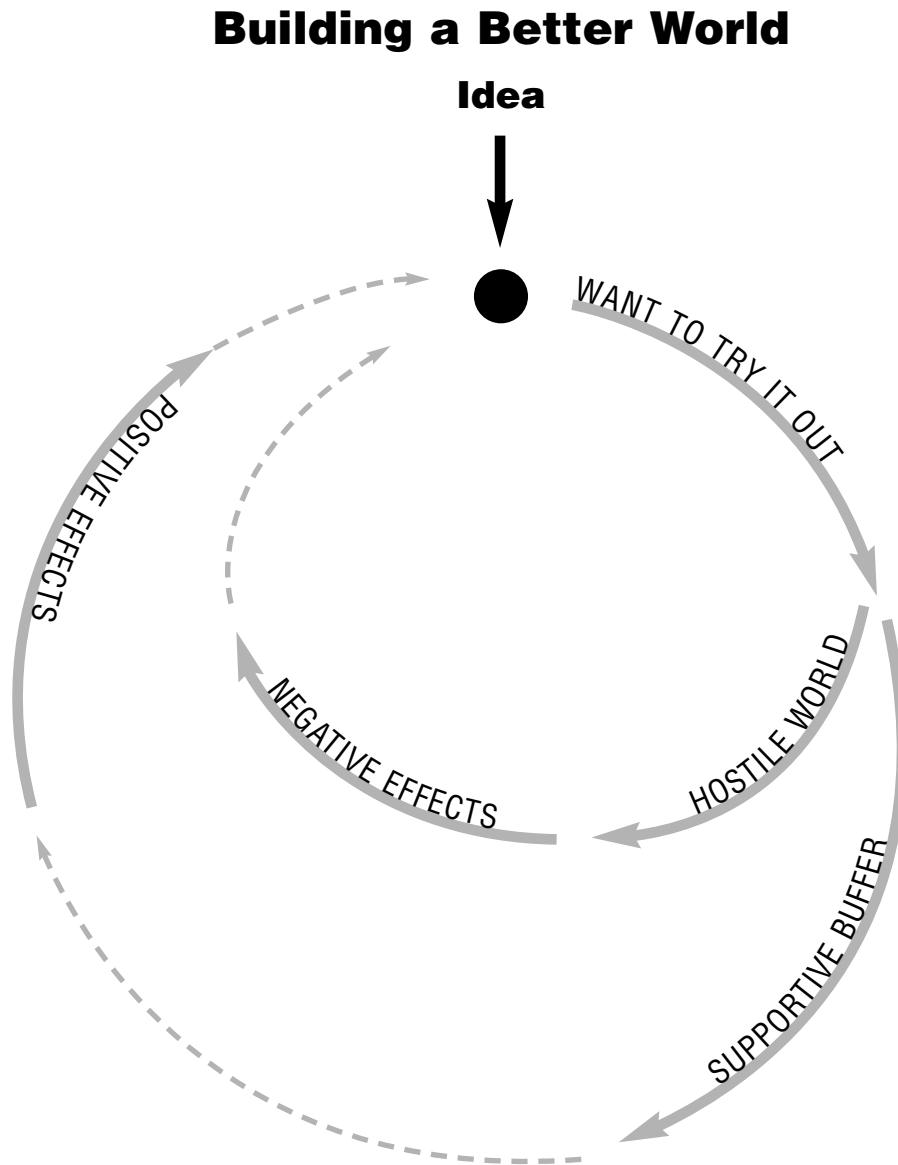 Building a Better World
Idea
WANT TO TRY IT OUT
HOSTILE WORLD
NEGATIVE EFFECTS
SUPPORTIVE BUFFER
POSITIVE EFFECTS